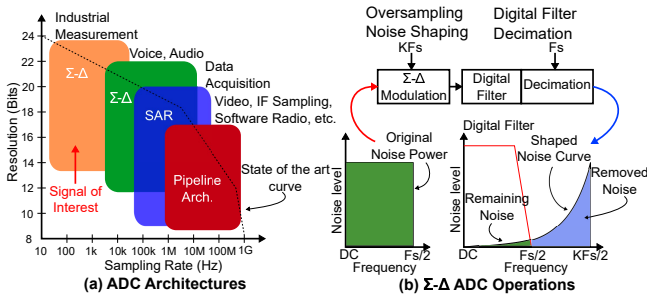 Industrial
Measurement
Voice, Audio
Data
Acquisition
Video, IF Sampling,
Software Radio, etc.
Σ-Δ
Σ-Δ
SAR
Pipeline
Arch.
Signal of
Interest
State of the art
curve
Resolution (Bits)
24
22
20
18
16
14
12
10
8
10 100 1k 10k 100k 1M 10M 100M 1G
Sampling Rate (Hz)
(a) ADC Architectures
Oversampling
Noise Shaping
KFs
Digital Filter
Decimation
Fs
Σ-Δ
Modulation
Digital
Filter
Decimation
Original
Noise Power
Noise level
DC Fs/2
Frequency
Digital Filter
Shaped
Noise Curve
Removed
Noise
Remaining
Noise
Noise level
DC Fs/2 KFs/2
Frequency
(b) Σ-Δ ADC Operations